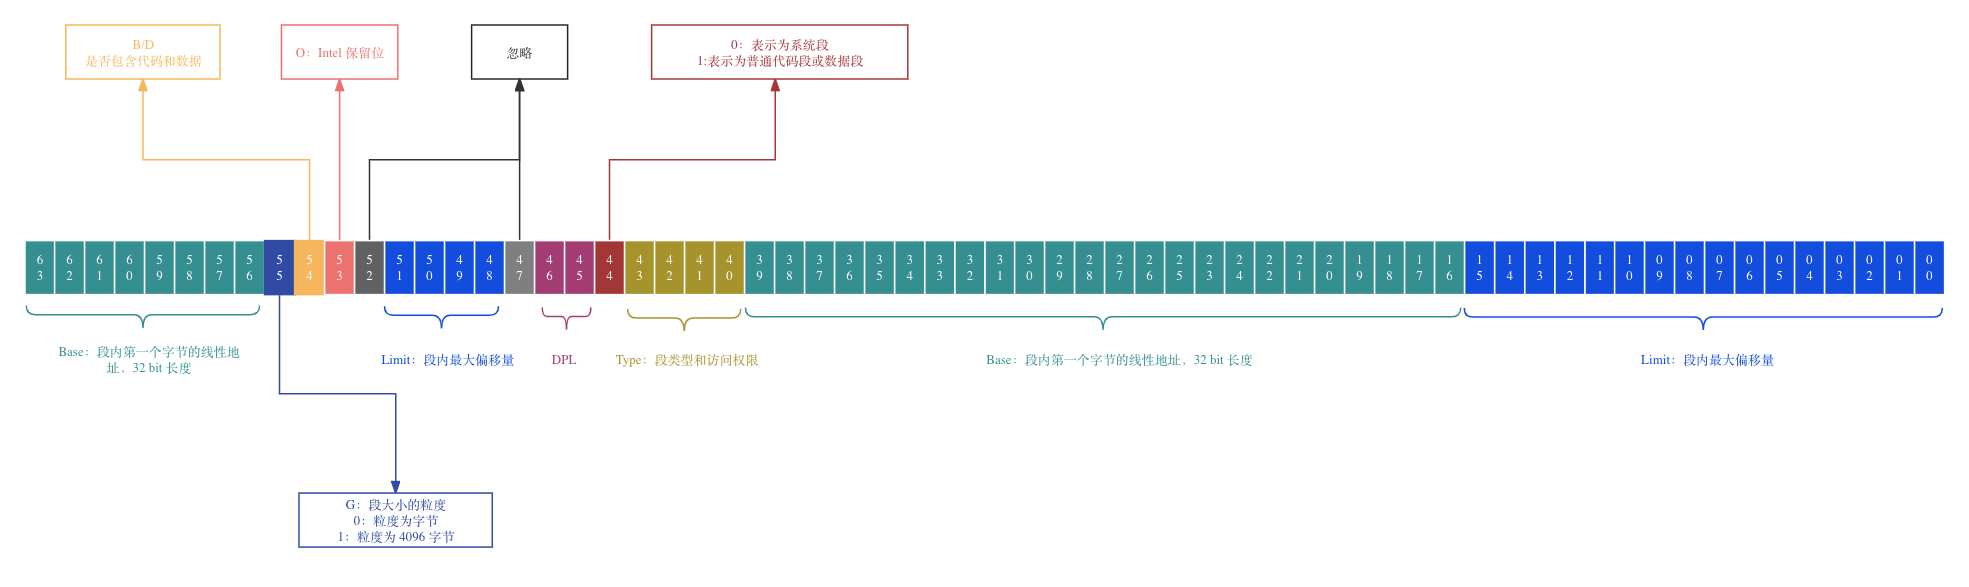 B/D
是否包含代码和数据
O：Intel 保留位
忽略
0：表示为系统段
1:表示为普通代码段或数据段
63 62 61 60 59 58 57 56 55 54 53 52 51 50 49 48 47 46 45 44 43 42 41 40 39 38 37 36 35 34 33 32 31 30 29 28 27 26 25 23 24 22 21 20 19 18 17 16 15 14 13 12 11 10 09 08 07 06 05 04 03 02 01 00
Base：段内第一个字节的线性地
址，32 bit 长度
Limit：段内最大偏移量
DPL
Type：段类型和访问权限
Base：段内第一个字节的线性地址，32 bit 长度
Limit：段内最大偏移量
G：段大小的粒度
0：粒度为字节
1：粒度为 4096 字节